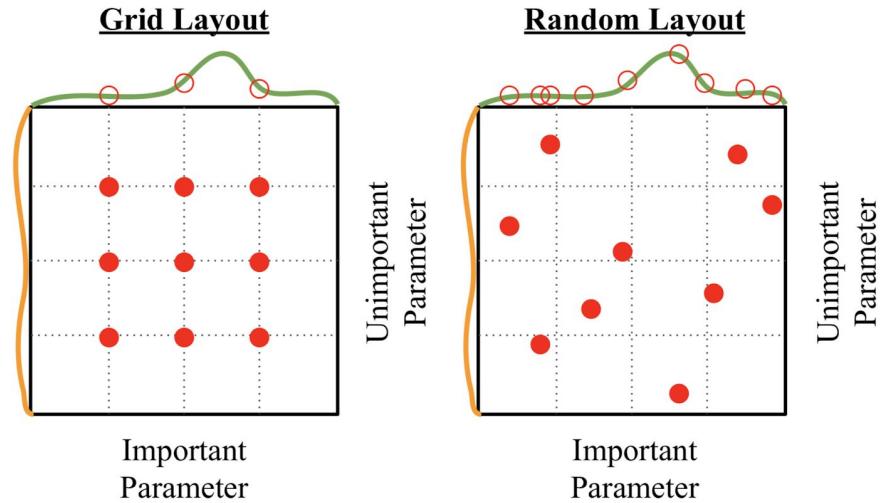 Grid Layout
Unimportant
Parameter
Important
Parameter
Random Layout
Unimportant
Parameter
Important
Parameter